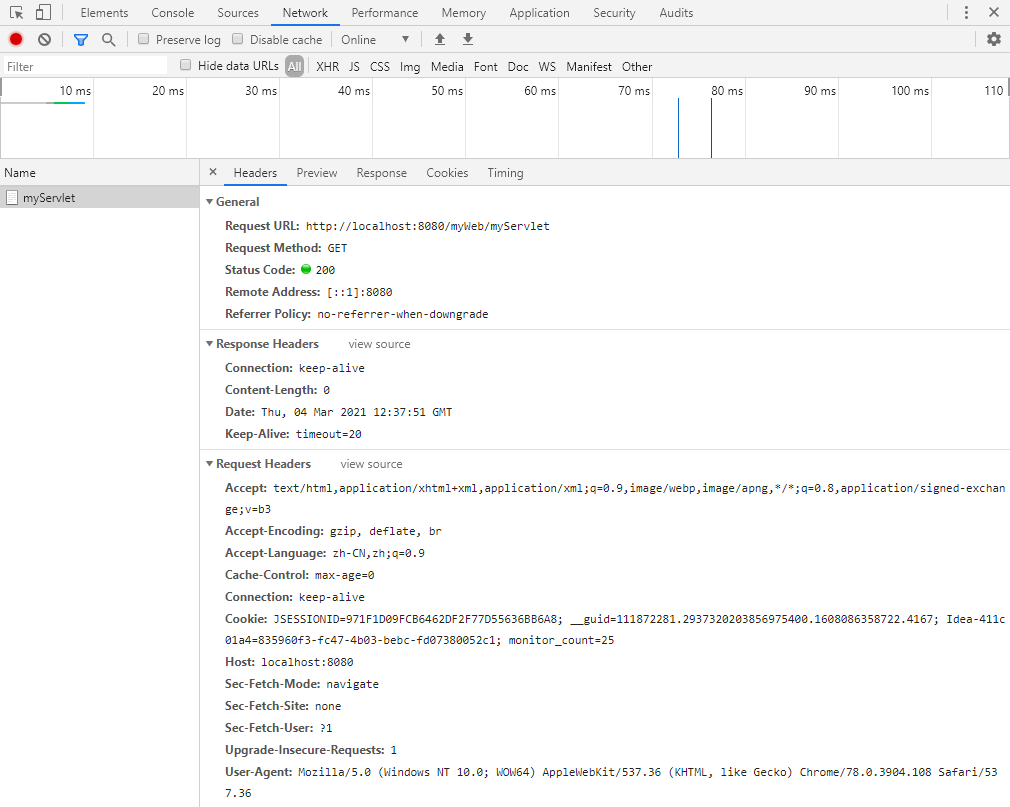 Elements Console Sources Network Performance Memory Application Security Audits
Preserve log Disable cache Online
Filter Hide data URLs All XHR JS CSS Img Media Font Doc WS Manifest Other
10 ms 20 ms 30 ms 40 ms 50 ms 60 ms 70 ms 80 ms 90 ms 100 ms 110
Name
myServlet
Headers Preview Response Cookies Timing
General
Request URL: http://localhost:8080/myWeb/myServlet
Request Method: GET
Status Code: 200
Remote Address: [::1]:8080
Referrer Policy: no-referrer-when-downgrade
Response Headers view source
Connection: keep-alive
Content-Length: 0
Date: Thu, 04 Mar 2021 12:37:51 GMT
Keep-Alive: timeout=20
Request Headers view source
Accept: text/html,application/xhtml+xml,application/xml;q=0.9,image/webp,image/apng,*/*;q=0.8,application/signed-exchan
ge;v=b3
Accept-Encoding: gzip, deflate, br
Accept-Language: zh-CN,zh;q=0.9
Cache-Control: max-age=0
Connection: keep-alive
Cookie: JSESSIONID=971F1D09FCB6462DF2F77D55636BB6A8; __guid=111872281.2937320203856975400.1608086358722.4167; Idea-411c
01a4=835960f3-fc47-4b03-bebc-fd07380052c1; monitor_count=25
Host: localhost:8080
Sec-Fetch-Mode: navigate
Sec-Fetch-Site: none
Sec-Fetch-User: ?1
Upgrade-Insecure-Requests: 1
User-Agent: Mozilla/5.0 (Windows NT 10.0; WOW64) AppleWebKit/537.36 (KHTML, like Gecko) Chrome/78.0.3904.108 Safari/53
7.36